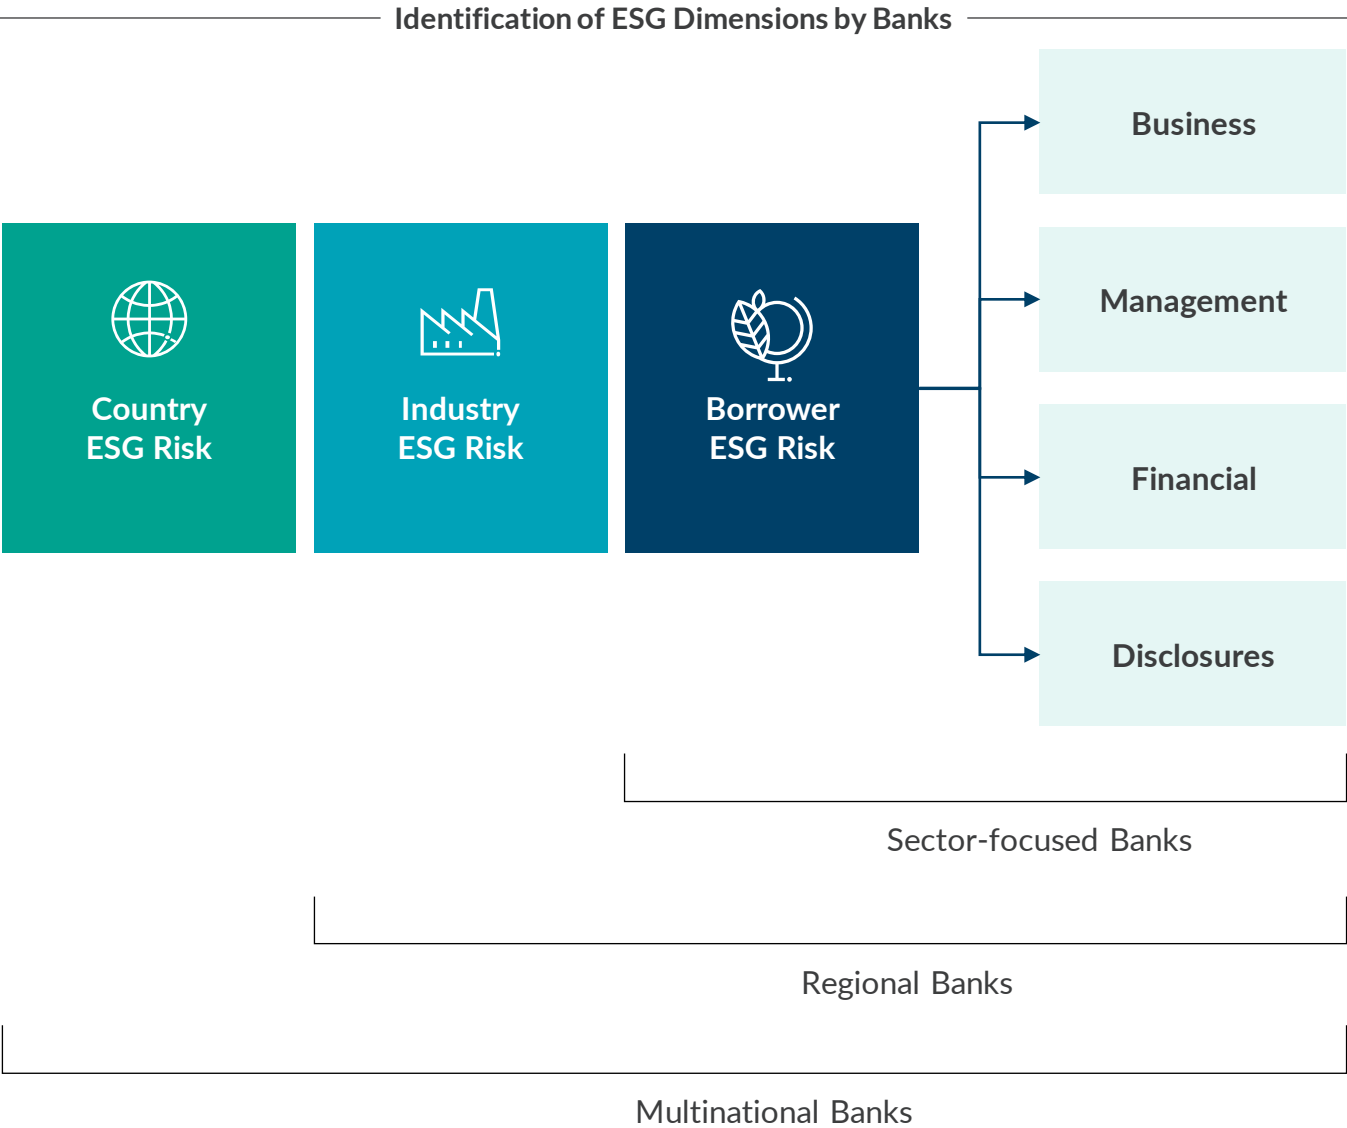 Identification of ESG Dimensions by Banks
Country
ESG Risk
Industry
ESG Risk
Borrower
ESG Risk
Business
Management
Financial
Disclosures
Sector-focused Banks
Regional Banks
Multinational Banks